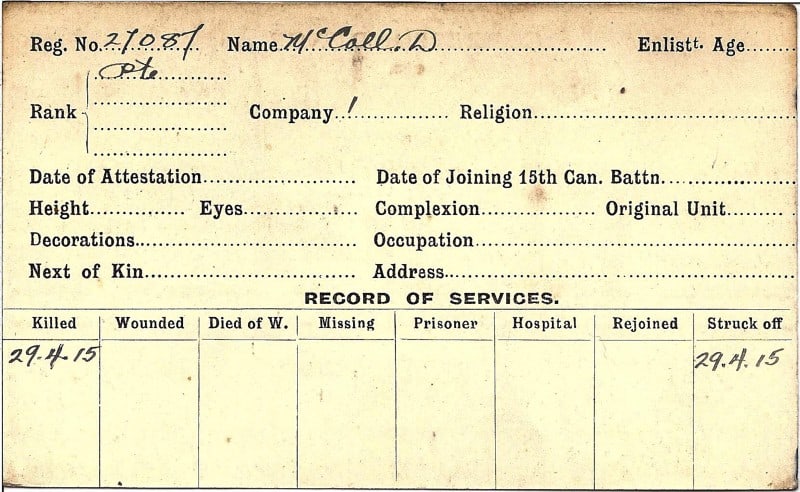 Reg. No. 27087 Name McColl. D Enlistt. Age
Pte
Rank Company 1 Religion
Date of Attestation Date of Joining 15th Can. Battn.
Height Eyes Complexion Original Unit
Decorations Occupation
Next of Kin Address
RECORD OF SERVICES.
Killed Wounded Died of W. Missing Prisoner Hospital Rejoined Struck off
29.4.15 29.4.15